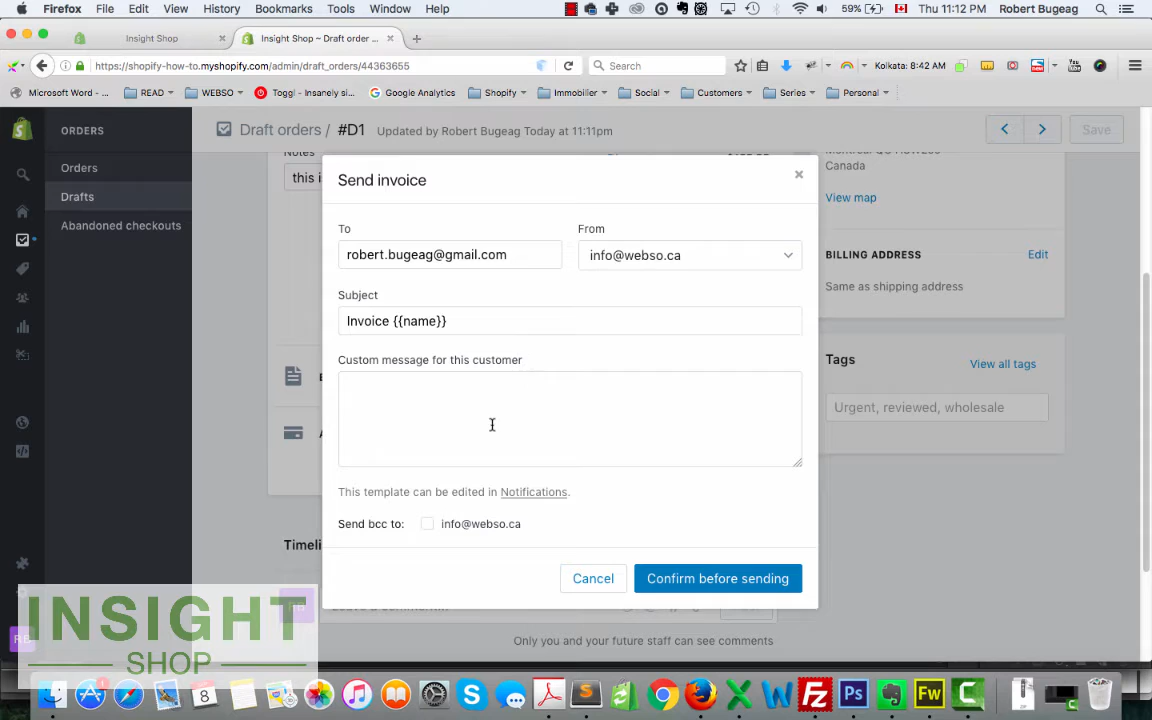 Firefox File Edit View History Bookmarks Tools Window Help 59% Thu 11:12 PM Robert Bugeag
Insight Shop Insight Shop ~ Draft order ...
https://shopify-how-to.myshopify.com/admin/draft_orders/44363655 Search Kolkata: 8:42 AM
Microsoft Word - ... READ WEBSO Toggl - Insanely si... Google Analytics Shopify Immobilier Social Customers Series Personal
ORDERS
Draft orders / #D1 Updated by Robert Bugeag Today at 11:11pm Save
Orders
Drafts
Abandoned checkouts
Notes
this i
Canada
View map
BILLING ADDRESS Edit
Same as shipping address
Tags View all tags
Urgent, reviewed, wholesale
Send invoice
To From
robert.bugeag@gmail.com info@webso.ca
Subject
Invoice {{name}}
Custom message for this customer
This template can be edited in Notifications.
Send bcc to: info@webso.ca
Cancel Confirm before sending
Timeli
Only you and your future staff can see comments
INSIGHT
SHOP